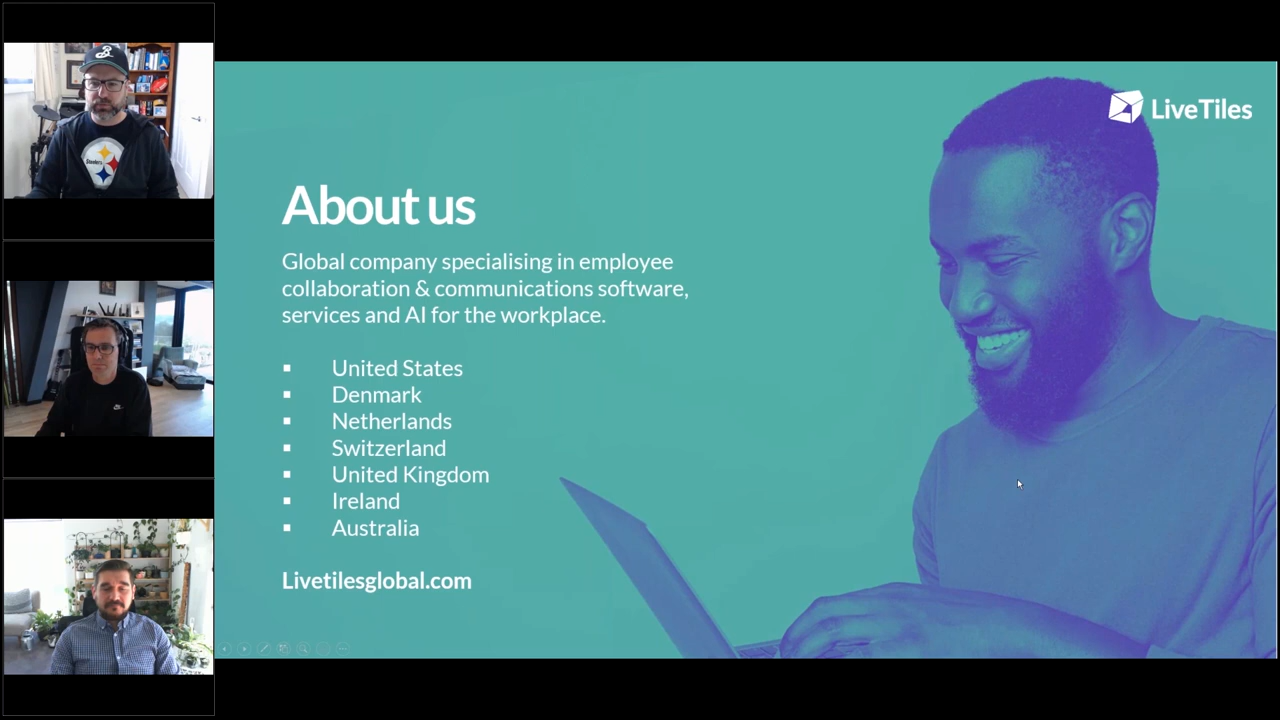 Steelers
LiveTiles
About us
Global company specialising in employee
collaboration & communications software,
services and AI for the workplace.
▪ United States
▪ Denmark
▪ Netherlands
▪ Switzerland
▪ United Kingdom
▪ Ireland
▪ Australia
Livetilesglobal.com